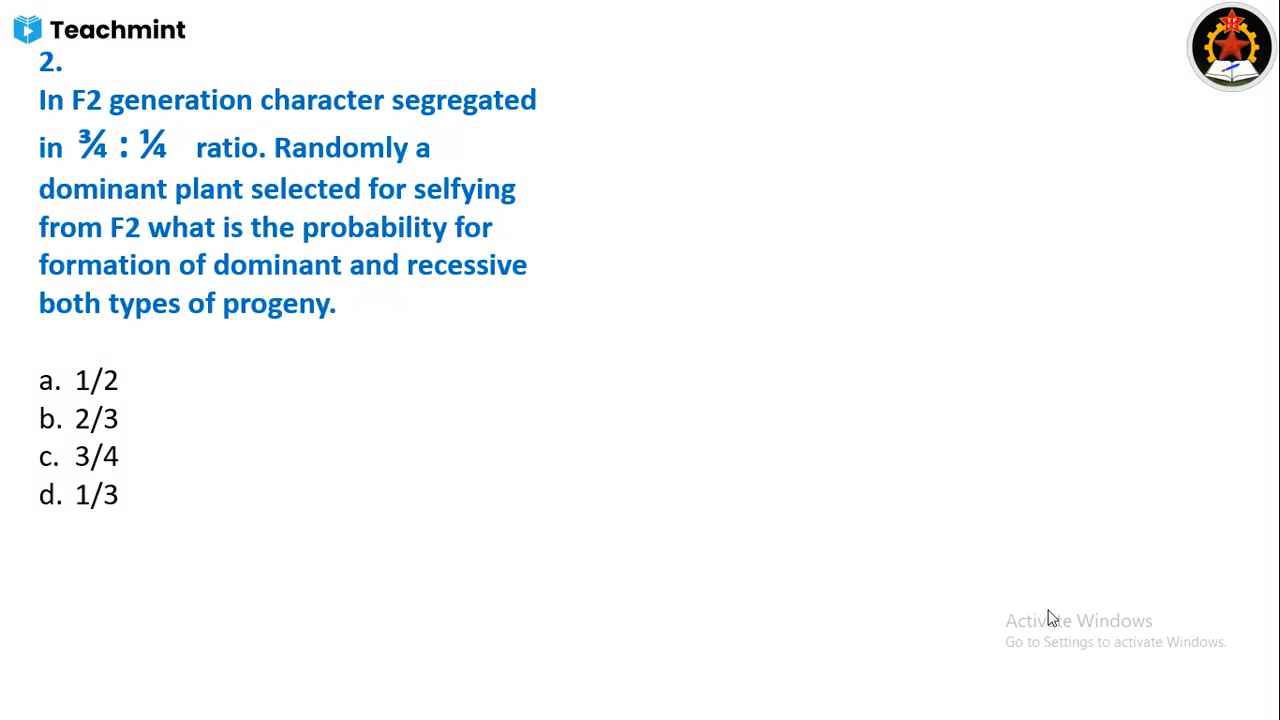 Teachmint
2.
In F2 generation character segregated
in ¾ : ¼ ratio. Randomly a
dominant plant selected for selfying
from F2 what is the probability for
formation of dominant and recessive
both types of progeny.
a. 1/2
b. 2/3
c. 3/4
d. 1/3
Activate Windows
Go to Settings to activate Windows.